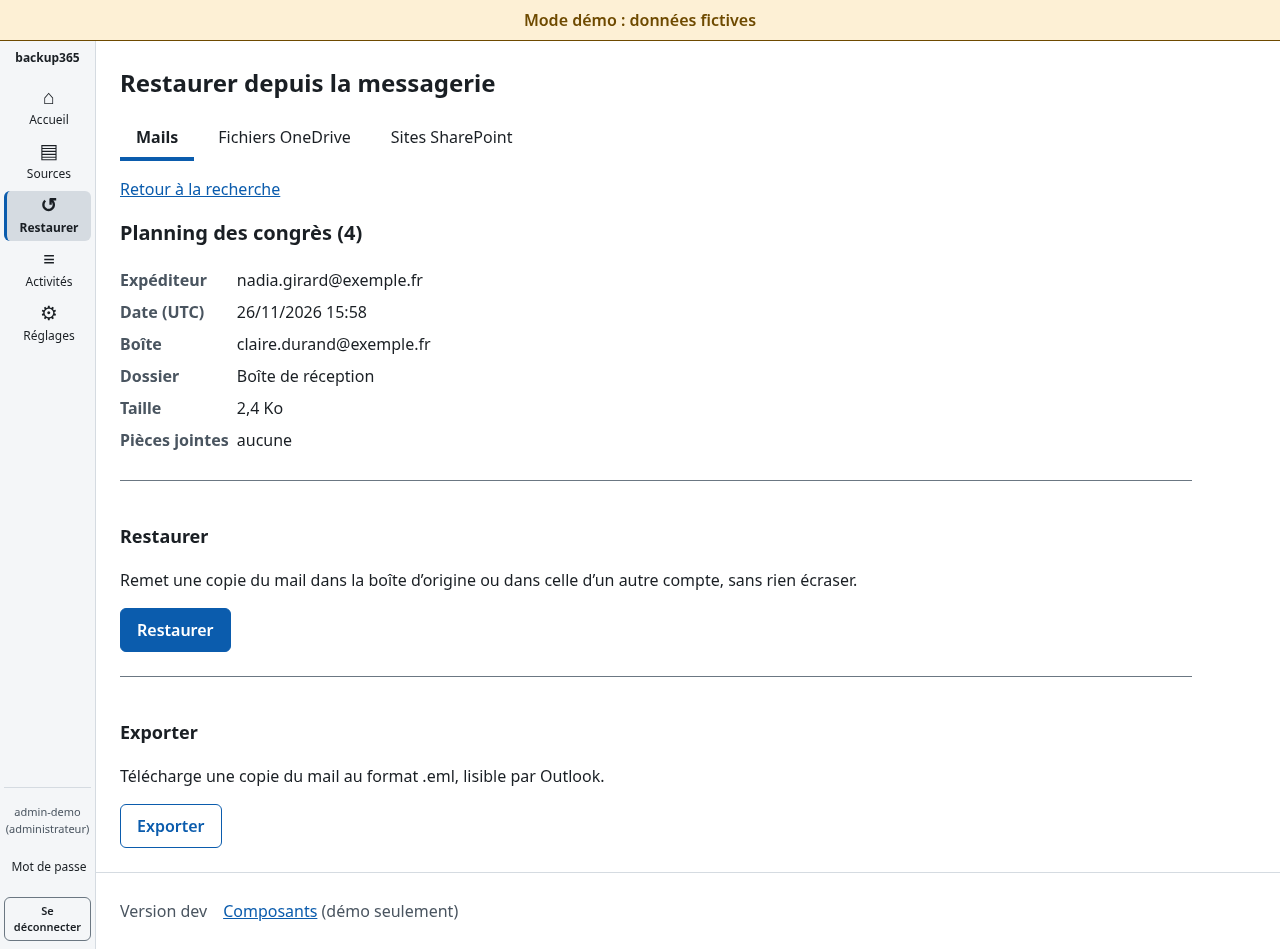 Mode démo : données fictives
backup365
Accueil
Sources
Restaurer
Activités
Réglages
admin-demo
(administrateur)
Mot de passe
Se
déconnecter
Restaurer depuis la messagerie
Mails Fichiers OneDrive Sites SharePoint
Retour à la recherche
Planning des congrès (4)
Expéditeur nadia.girard@exemple.fr
Date (UTC) 26/11/2026 15:58
Boîte claire.durand@exemple.fr
Dossier Boîte de réception
Taille 2,4 Ko
Pièces jointes aucune
Restaurer
Remet une copie du mail dans la boîte d’origine ou dans celle d’un autre compte, sans rien écraser.
Restaurer
Exporter
Télécharge une copie du mail au format .eml, lisible par Outlook.
Exporter
Version dev Composants (démo seulement)